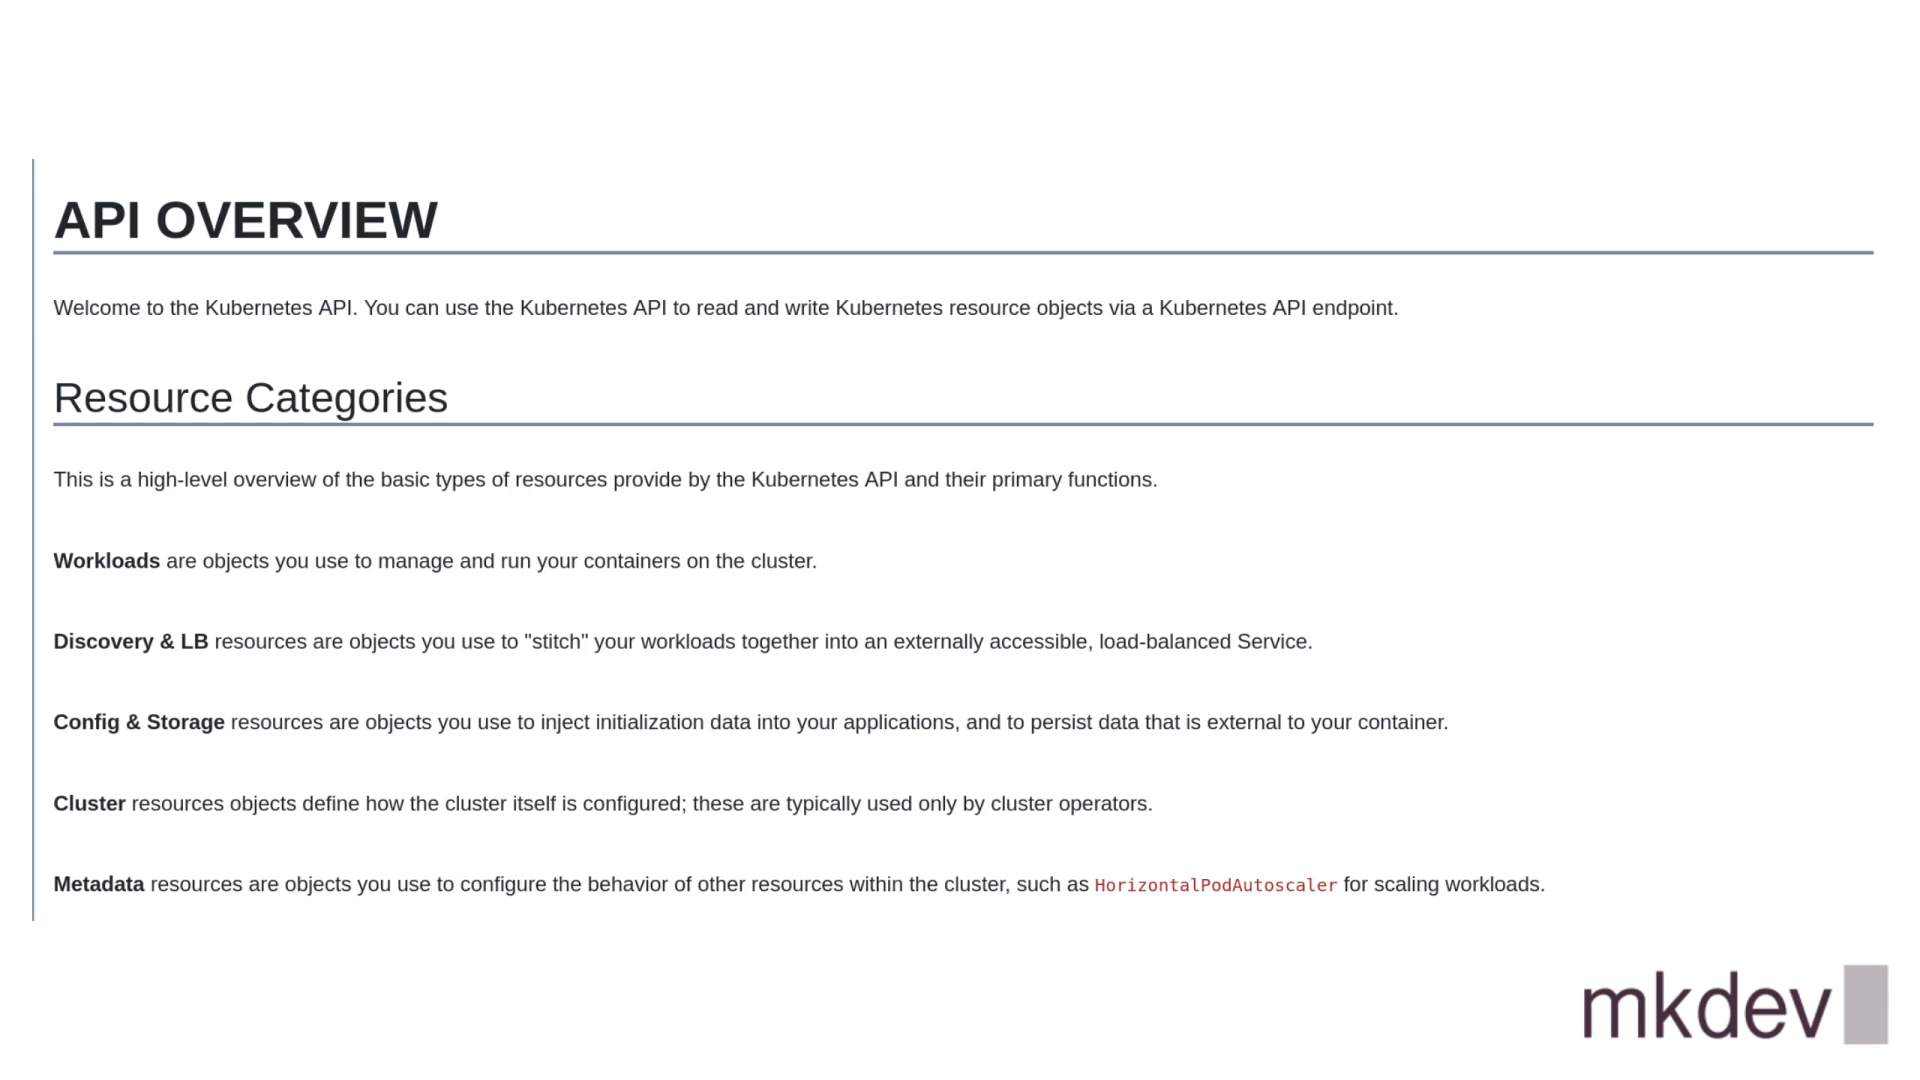 API OVERVIEW
Welcome to the Kubernetes API. You can use the Kubernetes API to read and write Kubernetes resource objects via a Kubernetes API endpoint.
Resource Categories
This is a high-level overview of the basic types of resources provide by the Kubernetes API and their primary functions.
Workloads are objects you use to manage and run your containers on the cluster.
Discovery & LB resources are objects you use to "stitch" your workloads together into an externally accessible, load-balanced Service.
Config & Storage resources are objects you use to inject initialization data into your applications, and to persist data that is external to your container.
Cluster resources objects define how the cluster itself is configured; these are typically used only by cluster operators.
Metadata resources are objects you use to configure the behavior of other resources within the cluster, such as HorizontalPodAutoscaler for scaling workloads.
mkdev